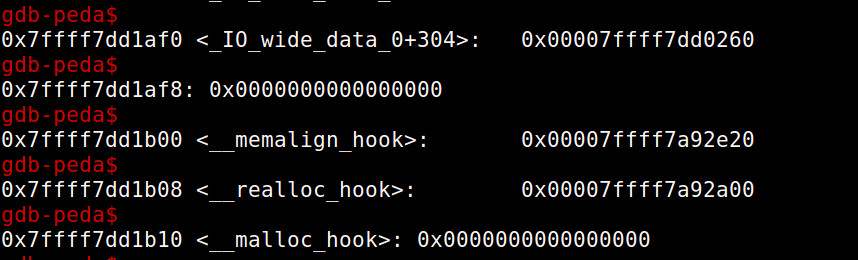 gdb-peda$
0x7ffff7dd1af0 <_IO_wide_data_0+304>: 0x00007ffff7dd0260
gdb-peda$
0x7ffff7dd1af8: 0x0000000000000000
gdb-peda$
0x7ffff7dd1b00 <__memalign_hook>: 0x00007ffff7a92e20
gdb-peda$
0x7ffff7dd1b08 <__realloc_hook>: 0x00007ffff7a92a00
gdb-peda$
0x7ffff7dd1b10 <__malloc_hook>: 0x0000000000000000